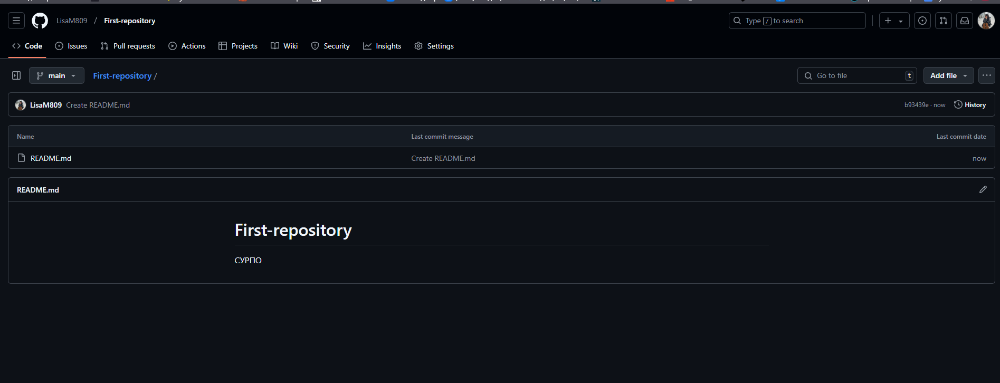 LisaM809 / First-repository
Type / to search
Code Issues Pull requests Actions Projects Wiki Security Insights Settings
main First-repository /
Go to file t
Add file
LisaM809 Create README.md
b93439e · now History
Name Last commit message Last commit date
README.md Create README.md now
README.md
First-repository
СУРПО